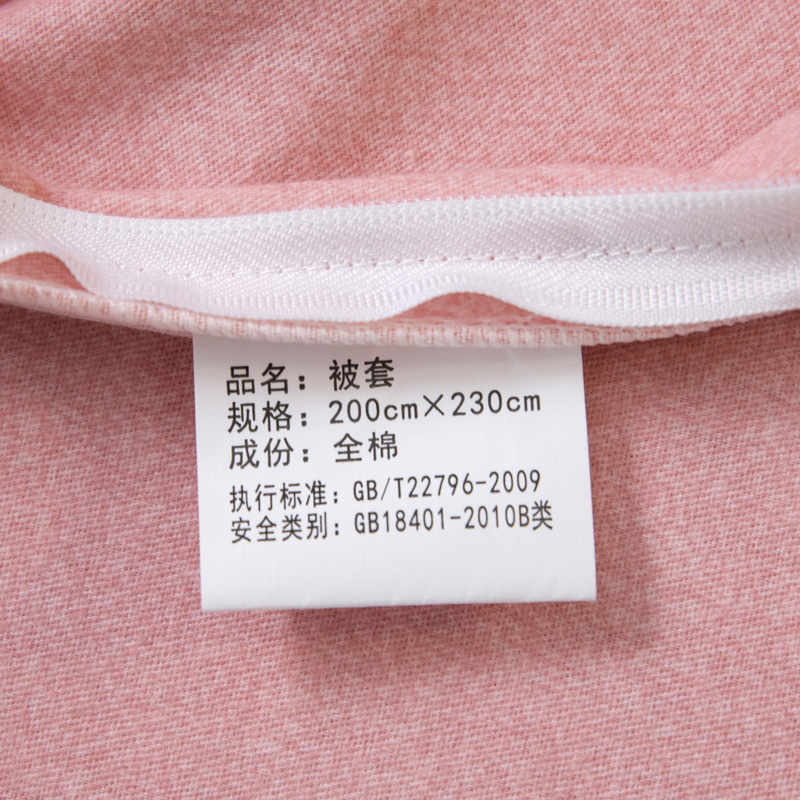 品名：被套
规格：200cm×230cm
成份：全棉
执行标准：GB/T22796-2009
安全类别：GB18401-2010B类